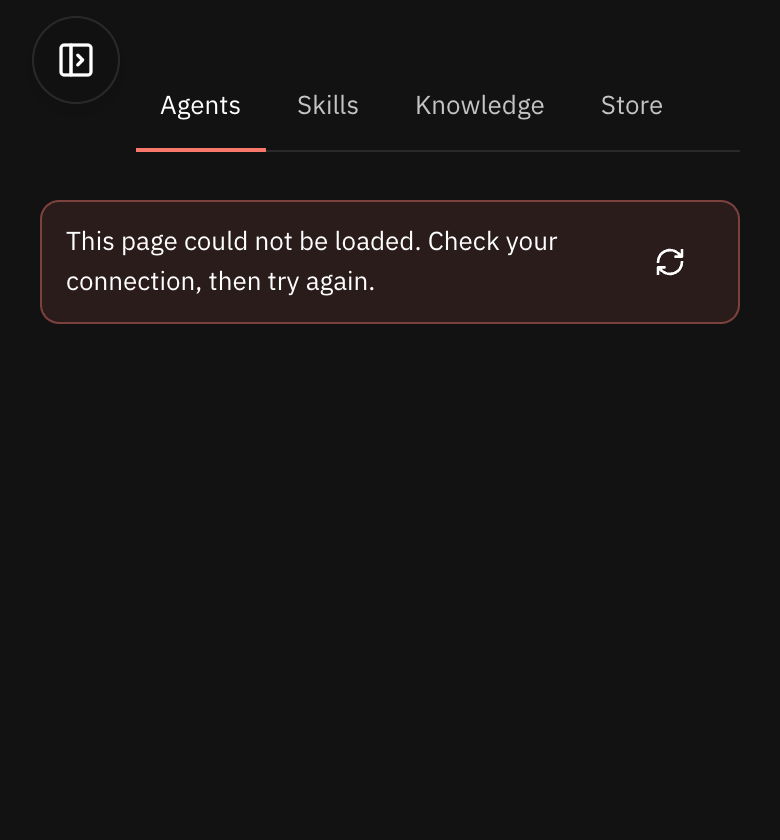 Agents Skills Knowledge Store
This page could not be loaded. Check your
connection, then try again.